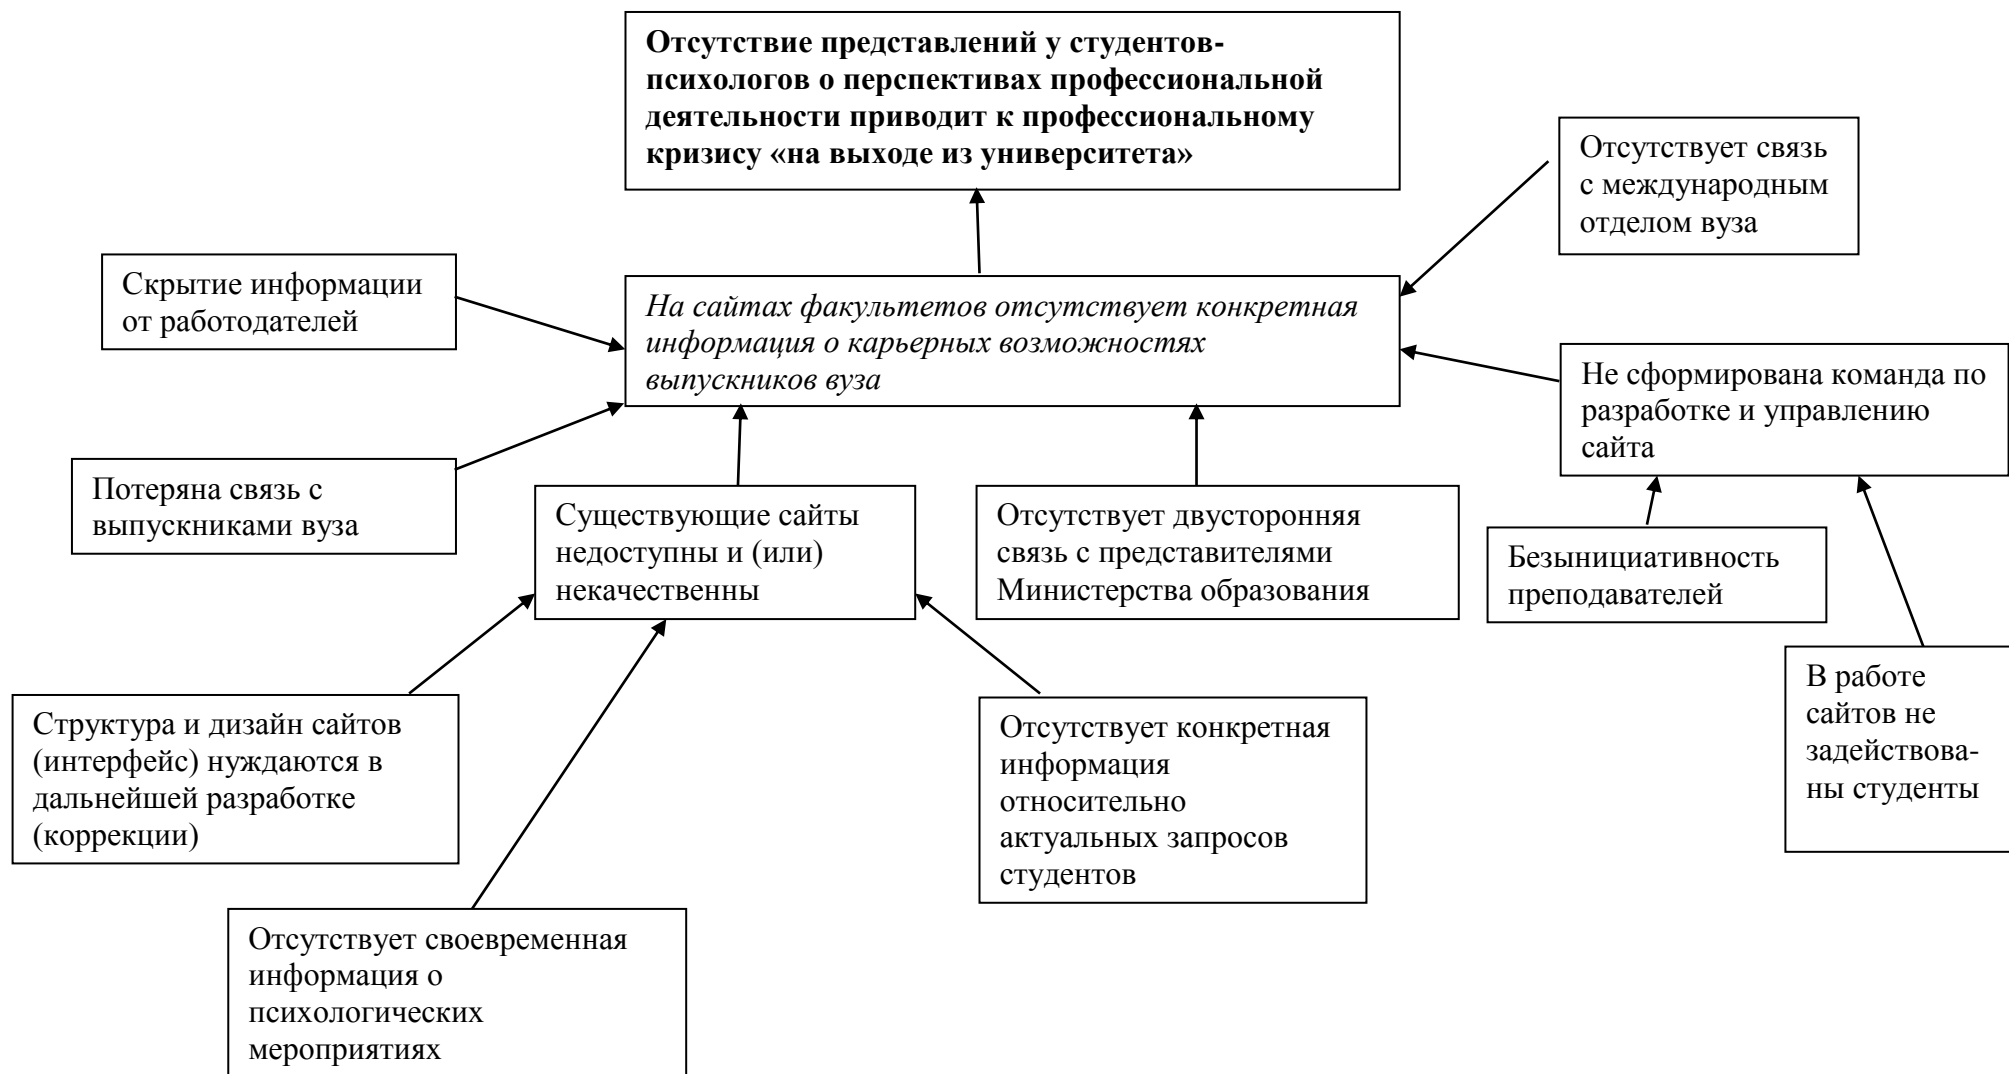 Отсутствие представлений у студентов-
психологов о перспективах профессиональной
деятельности приводит к профессиональному
кризису «на выходе из университета»
Отсутствует связь
с международным
отделом вуза
Скрытие информации
от работодателей
На сайтах факультетов отсутствует конкретная
информация о карьерных возможностях
выпускников вуза
Не сформирована команда по
разработке и управлению
сайта
Потеряна связь с
выпускниками вуза
Существующие сайты
недоступны и (или)
некачественны
Отсутствует двусторонняя
связь с представителями
Министерства образования
Безынициативность
преподавателей
В работе
сайтов не
задействова-
ны студенты
Структура и дизайн сайтов
(интерфейс) нуждаются в
дальнейшей разработке
(коррекции)
Отсутствует конкретная
информация
относительно
актуальных запросов
студентов
Отсутствует своевременная
информация о
психологических
мероприятиях